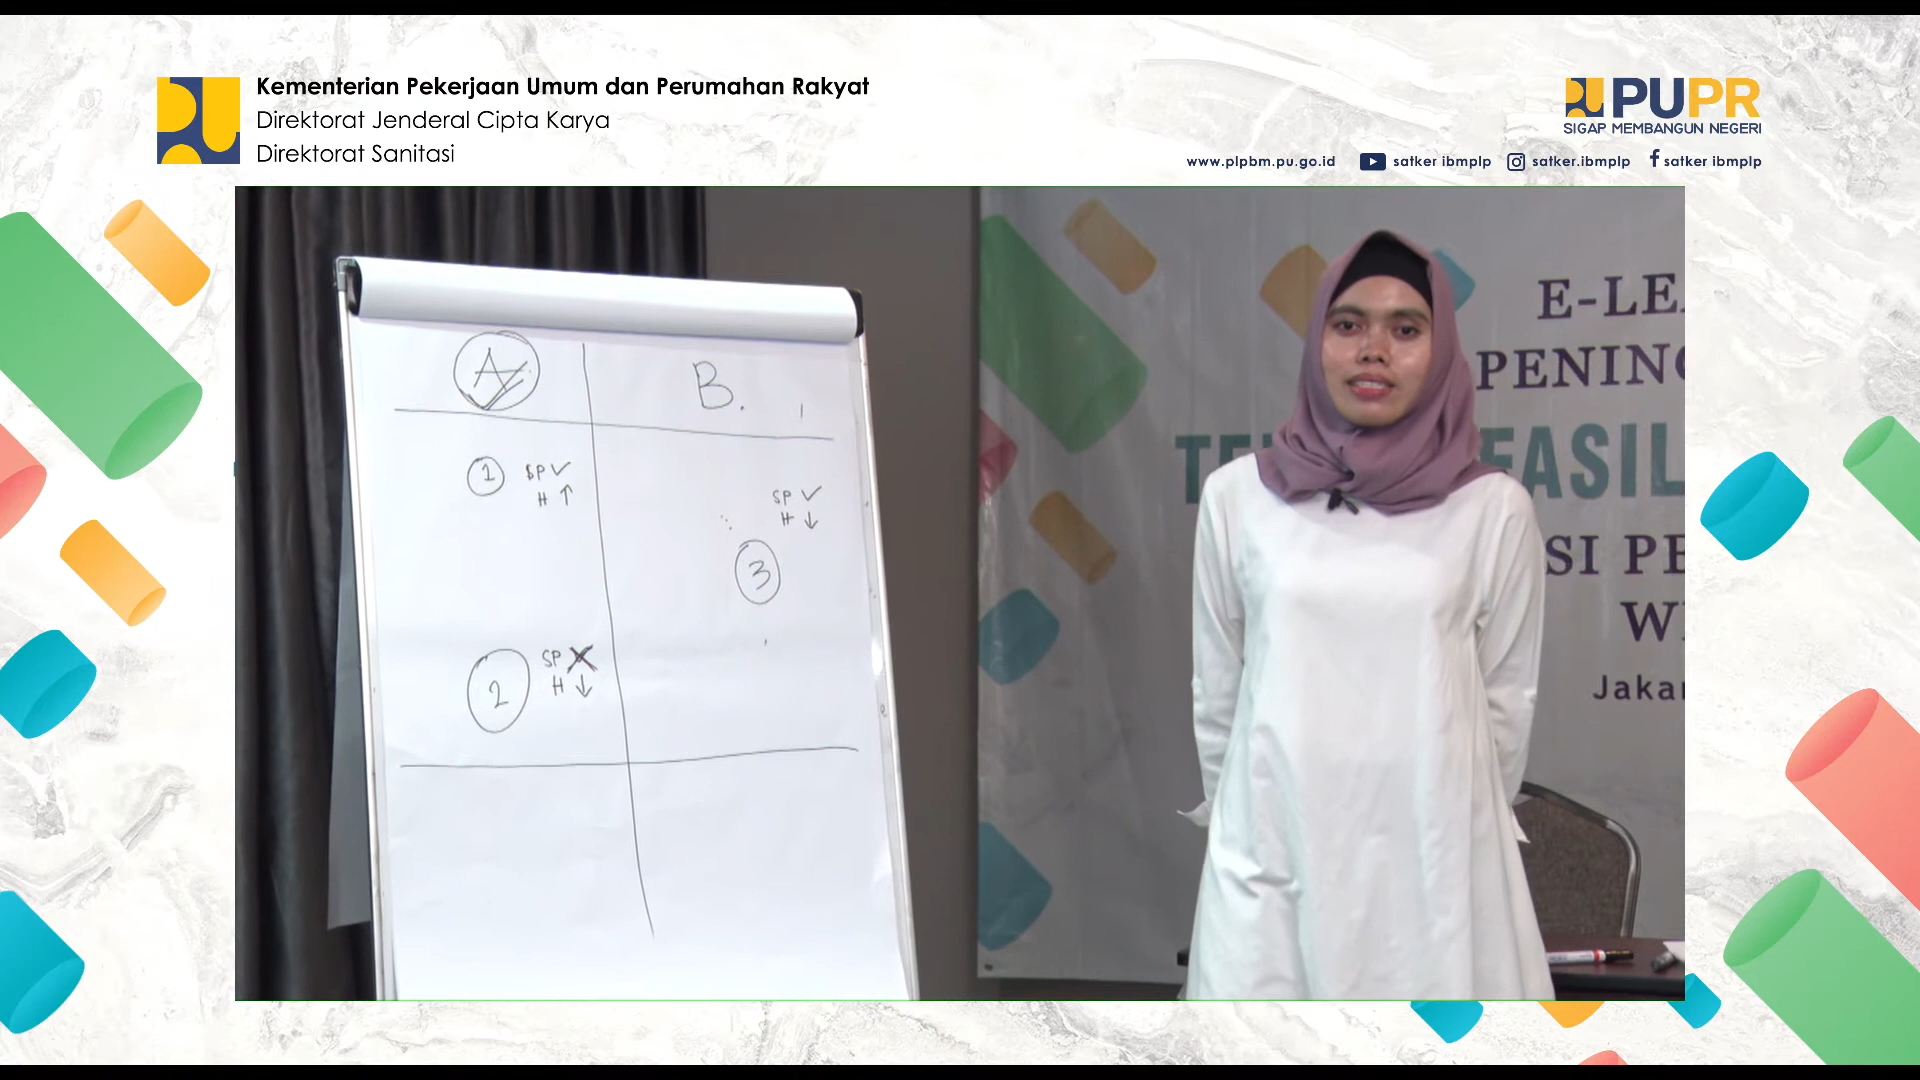 Kementerian Pekerjaan Umum dan Perumahan Rakyat
Direktorat Jenderal Cipta Karya
Direktorat Sanitasi
PUPR
SIGAP MEMBANGUN NEGERI
www.plpbm.pu.go.id satker ibmplp satker.ibmplp satker ibmplp
A B.
1 SP ✓
H ↑
SP ✓
H ↓
3
2 SP X
H ↓
E-LE
PENING
TE FASIL
SI PE
W
Jaka